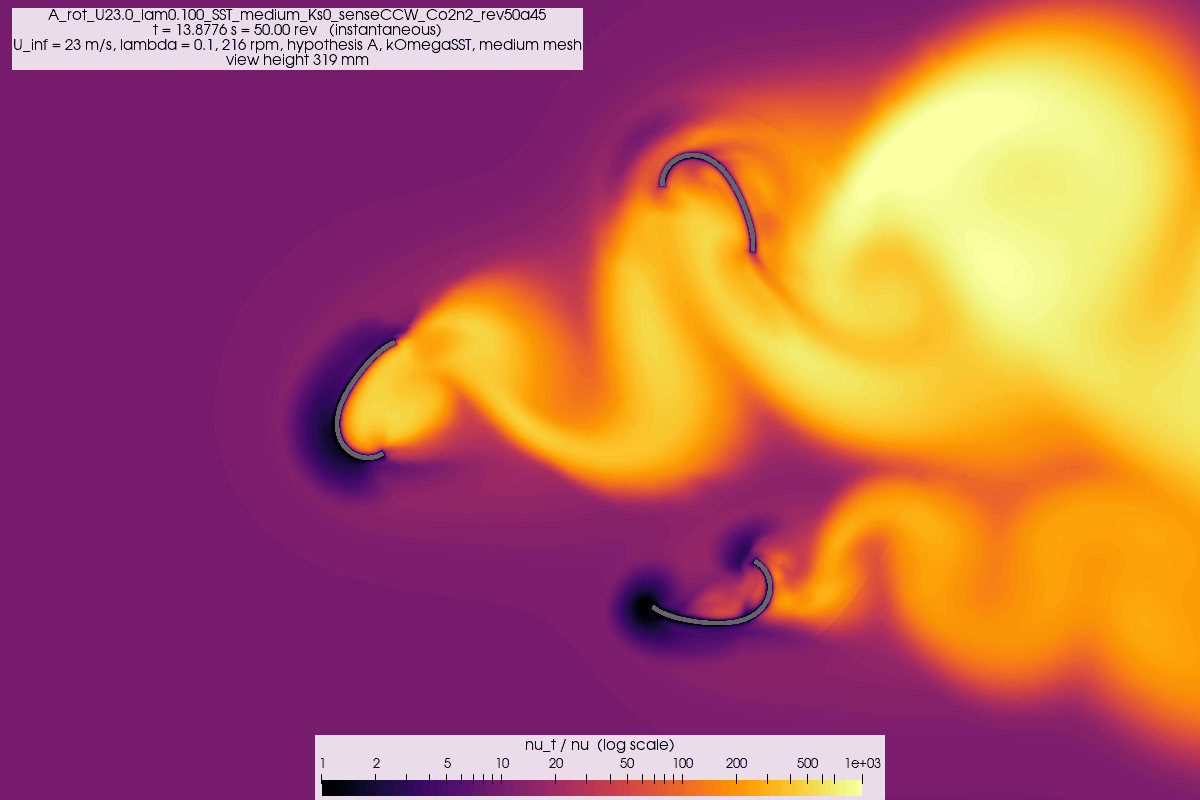 A_rot_U23.0_lam0.100_SST_medium_Ks0_senseCCW_Co2n2_rev50a45
t = 13.8776 s = 50.00 rev (instantaneous)
U_inf = 23 m/s, lambda = 0.1, 216 rpm, hypothesis A, kOmegaSST, medium mesh
view height 319 mm
nu_t / nu (log scale)
1 2 5 10 20 50 100 200 500 1e+03